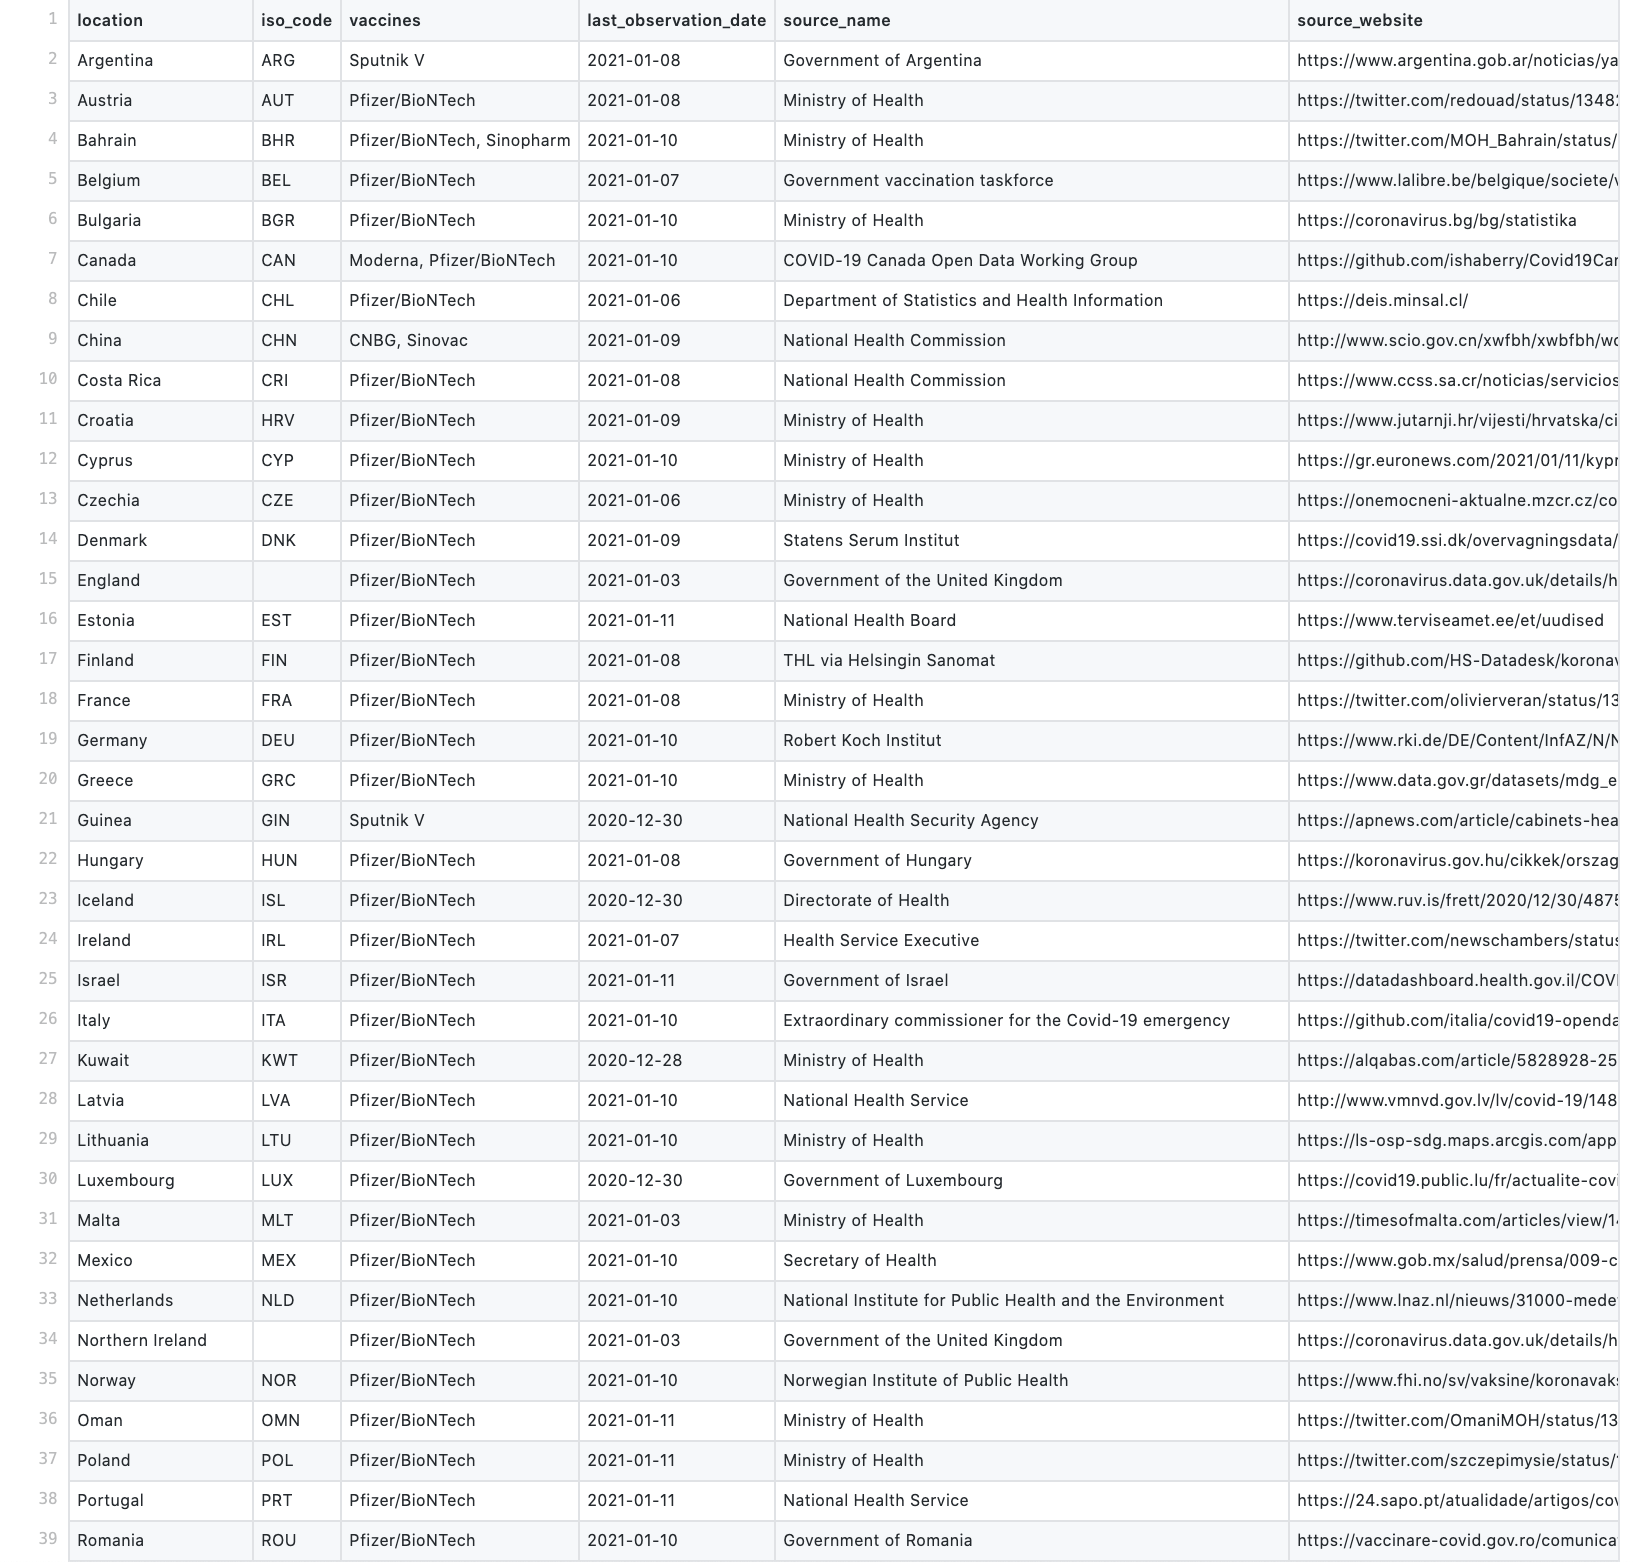 1 location iso_code vaccines last_observation_date source_name source_website
2 Argentina ARG Sputnik V 2021-01-08 Government of Argentina https://www.argentina.gob.ar/noticias/ya
3 Austria AUT Pfizer/BioNTech 2021-01-08 Ministry of Health https://twitter.com/redouad/status/13482
4 Bahrain BHR Pfizer/BioNTech, Sinopharm 2021-01-10 Ministry of Health https://twitter.com/MOH_Bahrain/status/
5 Belgium BEL Pfizer/BioNTech 2021-01-07 Government vaccination taskforce https://www.lalibre.be/belgique/societe/v
6 Bulgaria BGR Pfizer/BioNTech 2021-01-10 Ministry of Health https://coronavirus.bg/bg/statistika
7 Canada CAN Moderna, Pfizer/BioNTech 2021-01-10 COVID-19 Canada Open Data Working Group https://github.com/ishaberry/Covid19Can
8 Chile CHL Pfizer/BioNTech 2021-01-06 Department of Statistics and Health Information https://deis.minsal.cl/
9 China CHN CNBG, Sinovac 2021-01-09 National Health Commission http://www.scio.gov.cn/xwfbh/xwbfbh/wq
10 Costa Rica CRI Pfizer/BioNTech 2021-01-08 National Health Commission https://www.ccss.sa.cr/noticias/servicios
11 Croatia HRV Pfizer/BioNTech 2021-01-09 Ministry of Health https://www.jutarnji.hr/vijesti/hrvatska/ci
12 Cyprus CYP Pfizer/BioNTech 2021-01-10 Ministry of Health https://gr.euronews.com/2021/01/11/kypr
13 Czechia CZE Pfizer/BioNTech 2021-01-06 Ministry of Health https://onemocneni-aktualne.mzcr.cz/co
14 Denmark DNK Pfizer/BioNTech 2021-01-09 Statens Serum Institut https://covid19.ssi.dk/overvagningsdata/
15 England Pfizer/BioNTech 2021-01-03 Government of the United Kingdom https://coronavirus.data.gov.uk/details/h
16 Estonia EST Pfizer/BioNTech 2021-01-11 National Health Board https://www.terviseamet.ee/et/uudised
17 Finland FIN Pfizer/BioNTech 2021-01-08 THL via Helsingin Sanomat https://github.com/HS-Datadesk/koronav
18 France FRA Pfizer/BioNTech 2021-01-08 Ministry of Health https://twitter.com/olivierveran/status/13
19 Germany DEU Pfizer/BioNTech 2021-01-10 Robert Koch Institut https://www.rki.de/DE/Content/InfAZ/N/N
20 Greece GRC Pfizer/BioNTech 2021-01-10 Ministry of Health https://www.data.gov.gr/datasets/mdg_e
21 Guinea GIN Sputnik V 2020-12-30 National Health Security Agency https://apnews.com/article/cabinets-hea
22 Hungary HUN Pfizer/BioNTech 2021-01-08 Government of Hungary https://koronavirus.gov.hu/cikkek/orszag
23 Iceland ISL Pfizer/BioNTech 2020-12-30 Directorate of Health https://www.ruv.is/frett/2020/12/30/4875
24 Ireland IRL Pfizer/BioNTech 2021-01-07 Health Service Executive https://twitter.com/newschambers/status
25 Israel ISR Pfizer/BioNTech 2021-01-11 Government of Israel https://datadashboard.health.gov.il/COVI
26 Italy ITA Pfizer/BioNTech 2021-01-10 Extraordinary commissioner for the Covid-19 emergency https://github.com/italia/covid19-openda
27 Kuwait KWT Pfizer/BioNTech 2020-12-28 Ministry of Health https://alqabas.com/article/5828928-25
28 Latvia LVA Pfizer/BioNTech 2021-01-10 National Health Service http://www.vmnvd.gov.lv/lv/covid-19/148
29 Lithuania LTU Pfizer/BioNTech 2021-01-10 Ministry of Health https://ls-osp-sdg.maps.arcgis.com/app
30 Luxembourg LUX Pfizer/BioNTech 2020-12-30 Government of Luxembourg https://covid19.public.lu/fr/actualite-covi
31 Malta MLT Pfizer/BioNTech 2021-01-03 Ministry of Health https://timesofmalta.com/articles/view/14
32 Mexico MEX Pfizer/BioNTech 2021-01-10 Secretary of Health https://www.gob.mx/salud/prensa/009-c
33 Netherlands NLD Pfizer/BioNTech 2021-01-10 National Institute for Public Health and the Environment https://www.lnaz.nl/nieuws/31000-mede
34 Northern Ireland Pfizer/BioNTech 2021-01-03 Government of the United Kingdom https://coronavirus.data.gov.uk/details/h
35 Norway NOR Pfizer/BioNTech 2021-01-10 Norwegian Institute of Public Health https://www.fhi.no/sv/vaksine/koronavaks
36 Oman OMN Pfizer/BioNTech 2021-01-11 Ministry of Health https://twitter.com/OmaniMOH/status/13
37 Poland POL Pfizer/BioNTech 2021-01-11 Ministry of Health https://twitter.com/szczepimysie/status/1
38 Portugal PRT Pfizer/BioNTech 2021-01-11 National Health Service https://24.sapo.pt/atualidade/artigos/cov
39 Romania ROU Pfizer/BioNTech 2021-01-10 Government of Romania https://vaccinare-covid.gov.ro/comunica